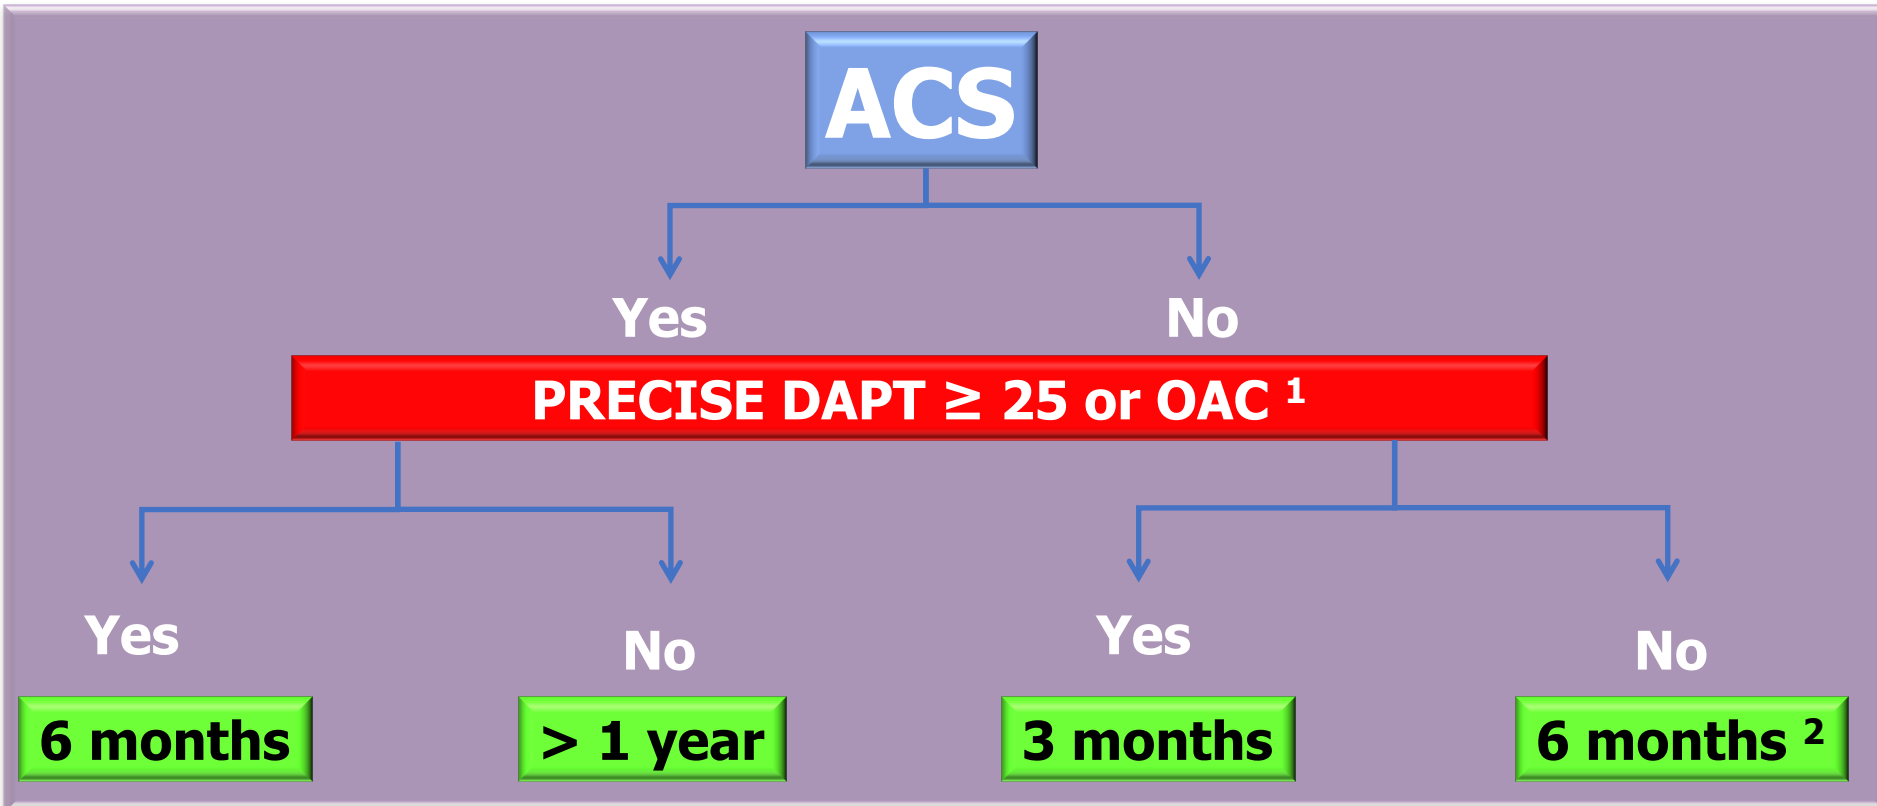 ACS
Yes
No
PRECISE DAPT ≥ 25 or OAC ¹
Yes
No
Yes
No
6 months
> 1 year
3 months
6 months ²